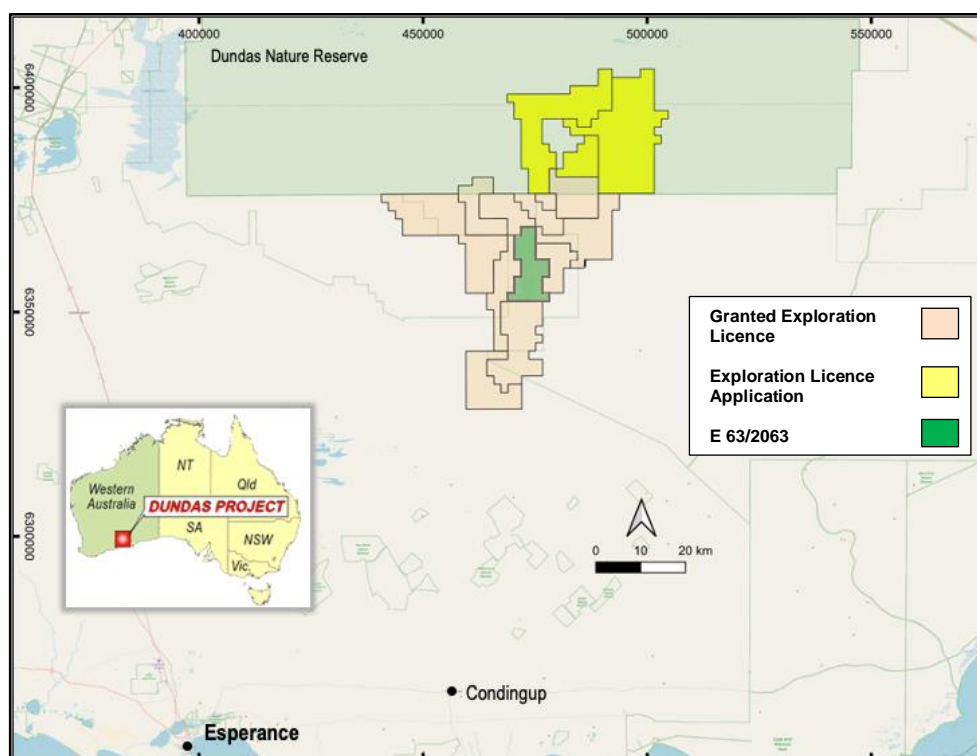 400000
450000
500000
550000
Dundas Nature Reserve
6400000
6350000
6300000
Granted Exploration
Licence
Exploration Licence
Application
E 63/2063
NT
Western
Australia
Qld
DUNDAS PROJECT
SA
NSW
Vic.
0 10 20 km
Condingup
Esperance